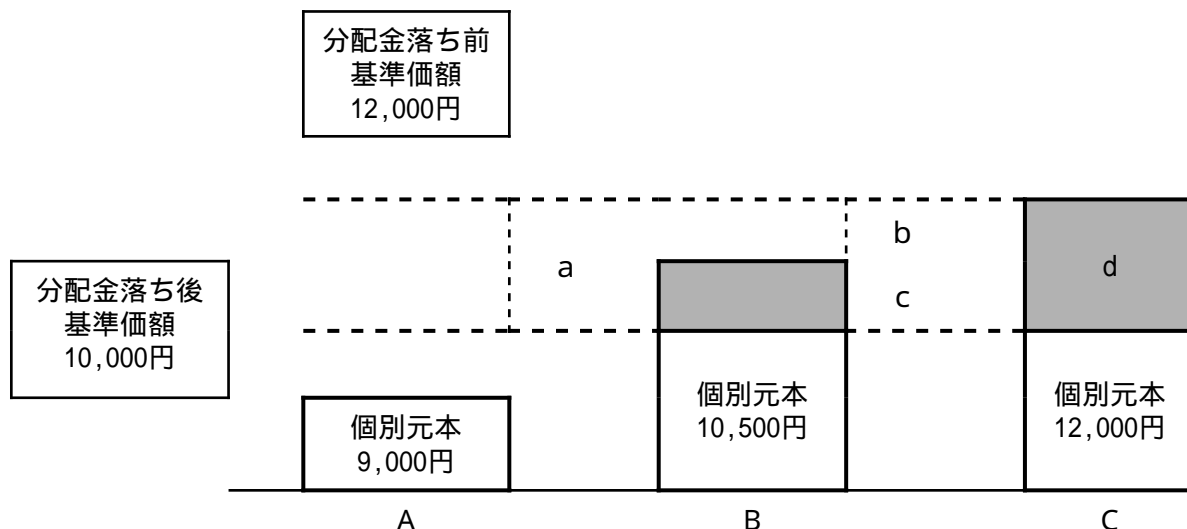 分配金落ち前
基準価額
12,000円
b
a
d
分配金落ち後
基準価額
10,000円
c
個別元本
9,000円
個別元本
10,500円
個別元本
12,000円
A
B
C